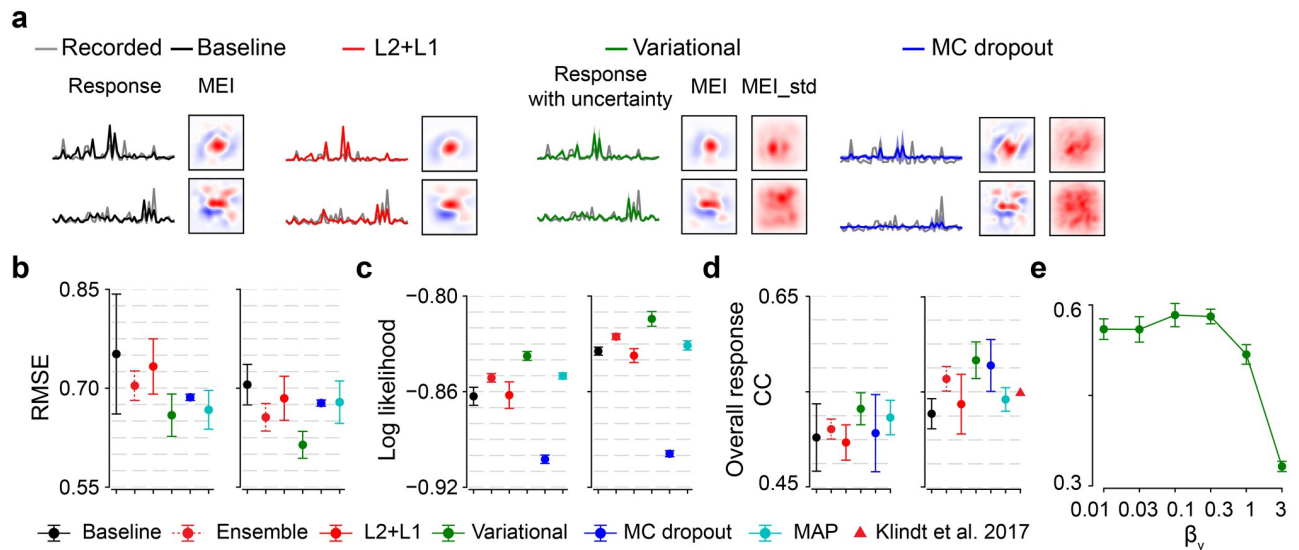 a
Recorded Baseline L2+L1 Variational MC dropout
Response MEI
Response
with uncertainty
MEI MEI_std
b
RMSE
0.85
0.70
0.55
c
Log likelihood
−0.80
−0.86
−0.92
d
Overall response
CC
0.65
0.45
e
0.6
0.3
0.01 0.03 0.1 0.3 1 3
βv
Baseline Ensemble L2+L1 Variational MC dropout MAP Klindt et al. 2017